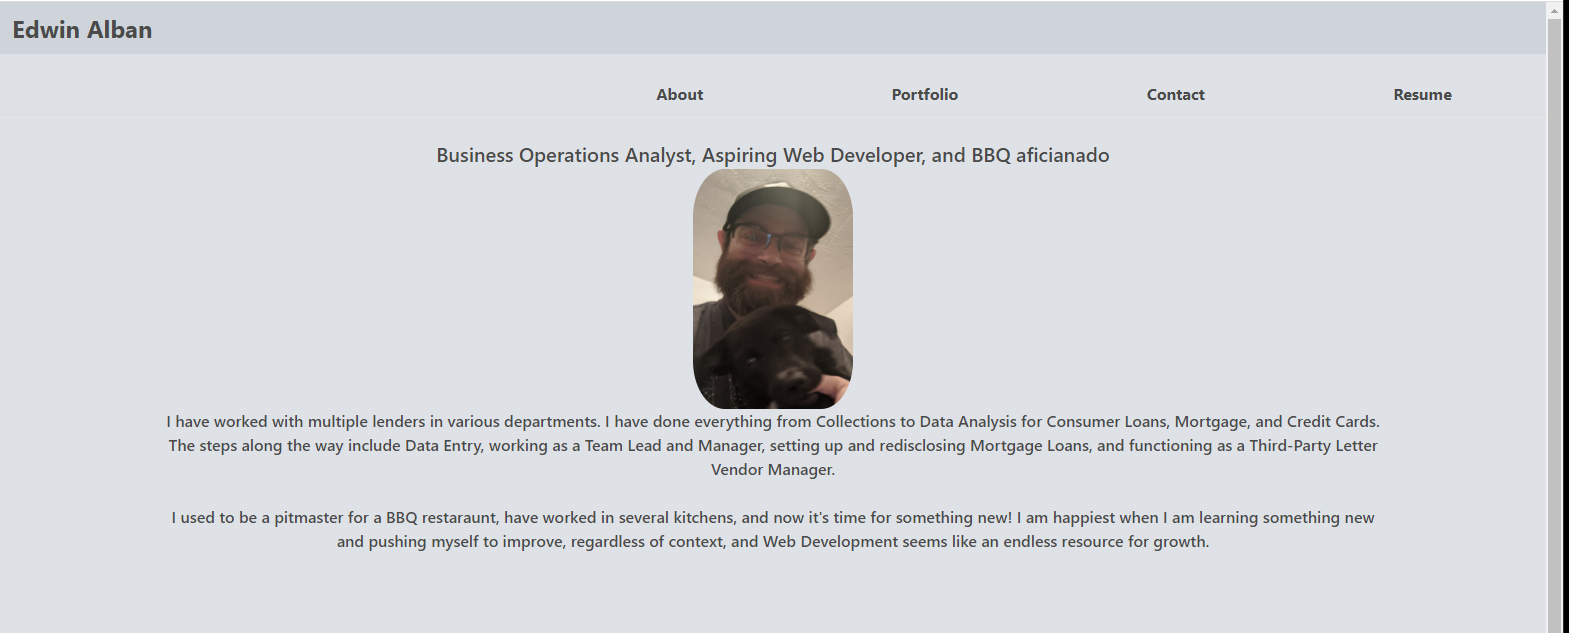 Edwin Alban
About Portfolio Contact Resume
Business Operations Analyst, Aspiring Web Developer, and BBQ aficianado
I have worked with multiple lenders in various departments. I have done everything from Collections to Data Analysis for Consumer Loans, Mortgage, and Credit Cards.
The steps along the way include Data Entry, working as a Team Lead and Manager, setting up and redisclosing Mortgage Loans, and functioning as a Third-Party Letter
Vendor Manager.
I used to be a pitmaster for a BBQ restaraunt, have worked in several kitchens, and now it's time for something new! I am happiest when I am learning something new
and pushing myself to improve, regardless of context, and Web Development seems like an endless resource for growth.